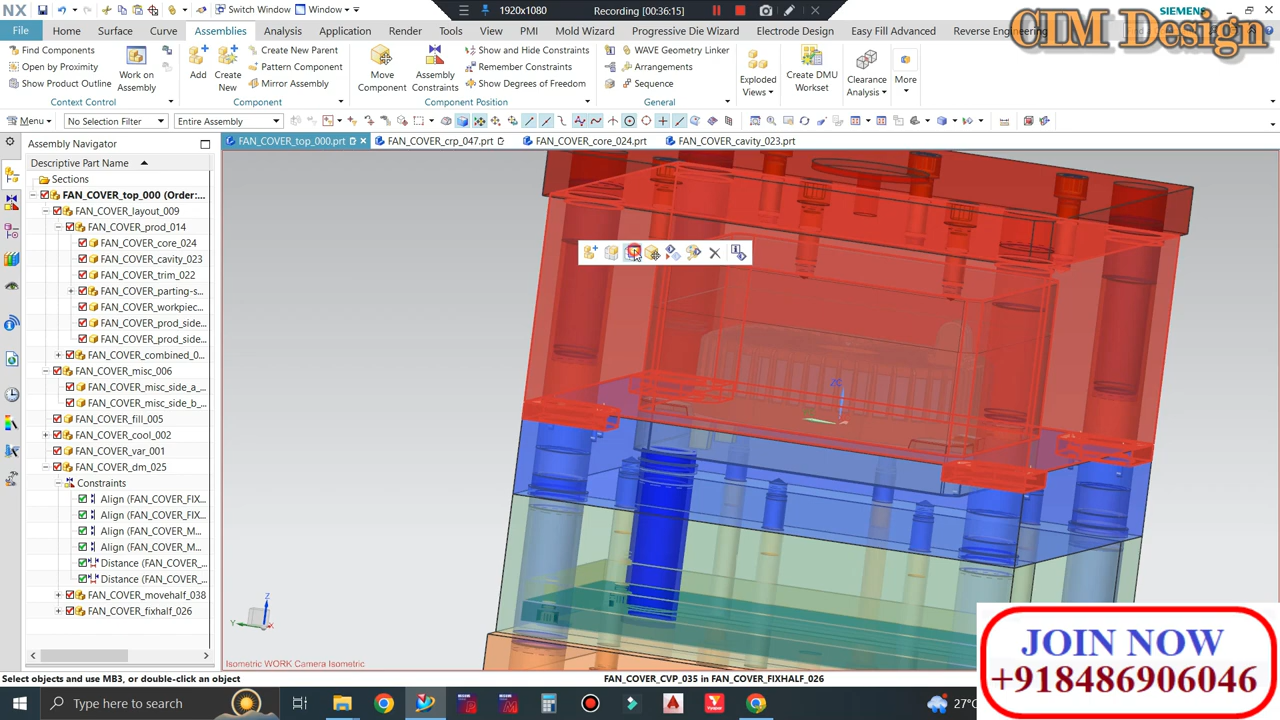 NX
Switch Window
Window
1920x1080
Recording [00:36:15]
SIEMENS
CIM Design
File
Home
Surface
Curve
Assemblies
Analysis
Application
Render
Tools
View
PMI
Mold Wizard
Progressive Die Wizard
Electrode Design
Easy Fill Advanced
Reverse
Find Components
Open by Proximity
Show Product Outline
Work on Assembly
Context Control
Add
Create New
Create New Parent
Pattern Component
Mirror Assembly
Component
Move Component
Assembly Constraints
Show and Hide Constraints
Remember Constraints
Show Degrees of Freedom
Component Position
WAVE Geometry Linker
Arrangements
Sequence
General
Exploded Views
Create DMU Workset
Clearance Analysis
More
Menu
No Selection Filter
Entire Assembly
Assembly Navigator
FAN_COVER_top_000.prt
FAN_COVER_crp_047.prt
FAN_COVER_core_024.prt
FAN_COVER_cavity_023.prt
Descriptive Part Name
Sections
FAN_COVER_top_000 (Order:...
FAN_COVER_layout_009
FAN_COVER_prod_014
FAN_COVER_core_024
FAN_COVER_cavity_023
FAN_COVER_trim_022
FAN_COVER_parting-s...
FAN_COVER_workpiec...
FAN_COVER_prod_side...
FAN_COVER_prod_side...
FAN_COVER_combined_0...
FAN_COVER_misc_006
FAN_COVER_misc_side_a_...
FAN_COVER_misc_side_b_...
FAN_COVER_fill_005
FAN_COVER_cool_002
FAN_COVER_var_001
FAN_COVER_dm_025
Constraints
Align (FAN_COVER_FIX...
Align (FAN_COVER_FIX...
Align (FAN_COVER_M...
Align (FAN_COVER_M...
Distance (FAN_COVER_...
Distance (FAN_COVER_...
FAN_COVER_movehalf_038
FAN_COVER_fixhalf_026
ZC
Z
Y
X
Isometric WORK Camera Isometric
Select objects and use MB3, or double-click an object
FAN_COVER_CVP_035 in FAN_COVER_FIXHALF_026
JOIN NOW
+918486906046
Type here to search
27°C